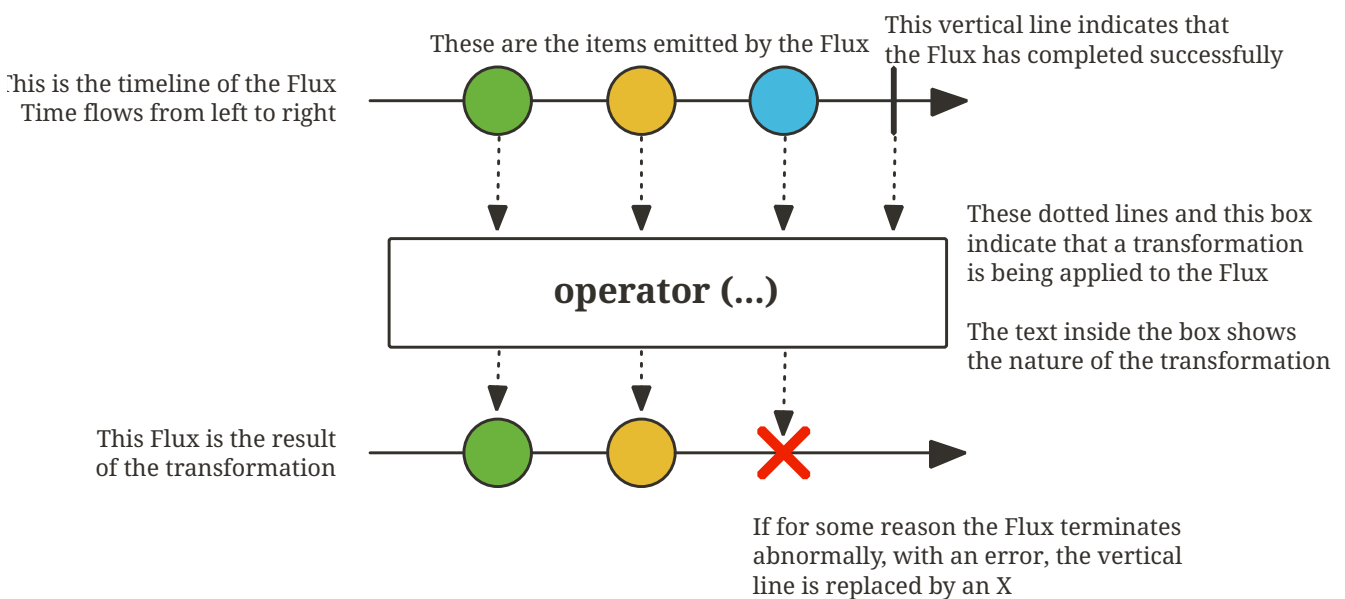 These are the items emitted by the Flux
This vertical line indicates that
the Flux has completed successfully
This is the timeline of the Flux
Time flows from left to right
These dotted lines and this box
indicate that a transformation
is being applied to the Flux
operator (...)
The text inside the box shows
the nature of the transformation
This Flux is the result
of the transformation
If for some reason the Flux terminates
abnormally, with an error, the vertical
line is replaced by an X